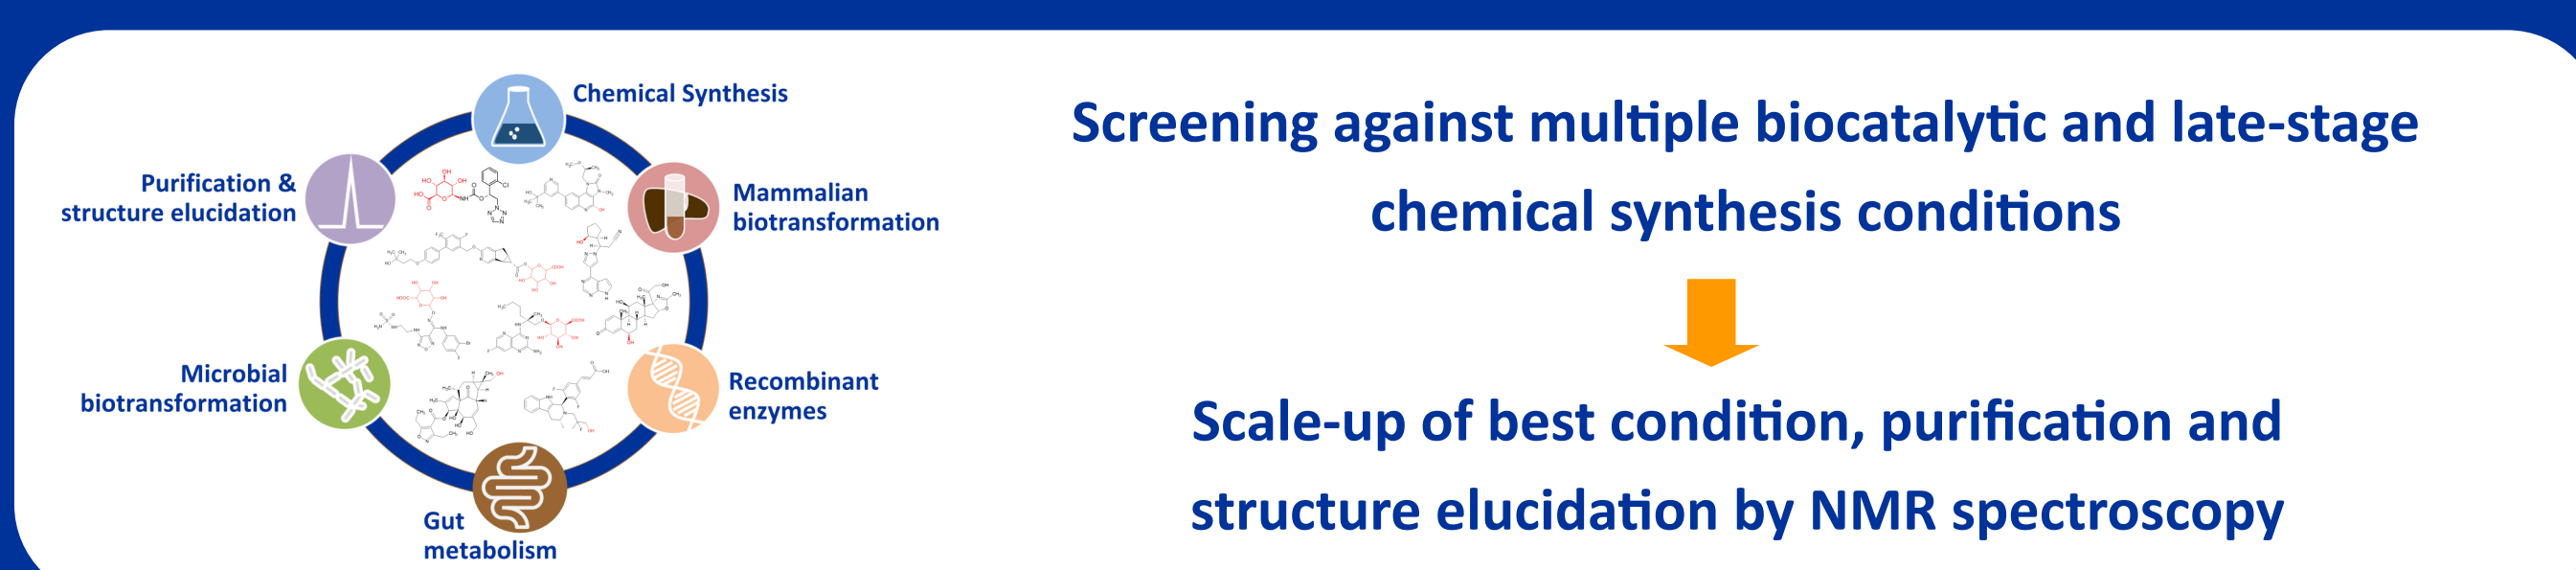 Chemical Synthesis
Purification &
structure elucidation
Mammalian
biotransformation
Microbial
biotransformation
Recombinant
enzymes
Gut
metabolism
Screening against multiple biocatalytic and late-stage
chemical synthesis conditions
Scale-up of best condition, purification and
structure elucidation by NMR spectroscopy